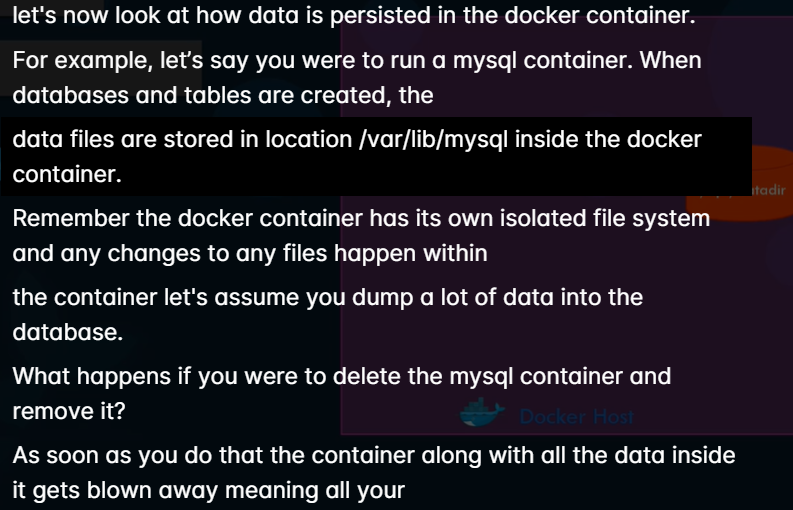 let's now look at how data is persisted in the docker container.
For example, let’s say you were to run a mysql container. When
databases and tables are created, the
data files are stored in location /var/lib/mysql inside the docker
container.
Remember the docker container has its own isolated file system
and any changes to any files happen within
the container let's assume you dump a lot of data into the
database.
What happens if you were to delete the mysql container and
remove it?
Docker Host
As soon as you do that the container along with all the data inside
it gets blown away meaning all your